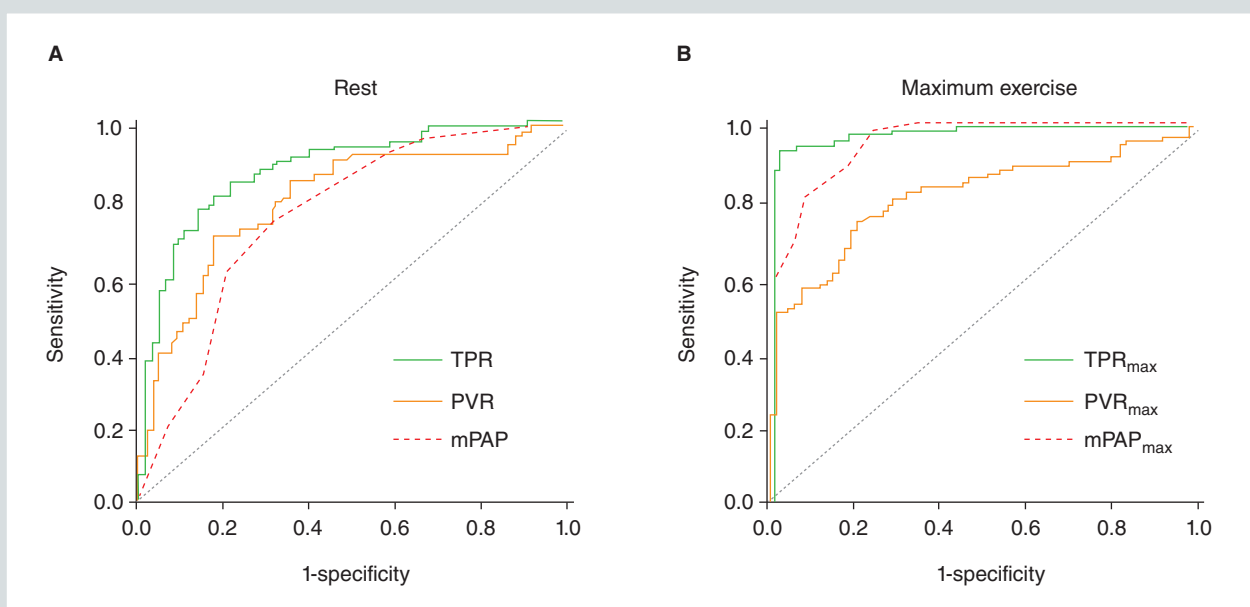 A
Rest
1.0
0.8
0.6
0.4
0.2
0.0
Sensitivity
TPR
PVR
mPAP
0.0 0.2 0.4 0.6 0.8 1.0
1-specificity
B
Maximum exercise
1.0
0.8
0.6
0.4
0.2
0.0
Sensitivity
TPRmax
PVRmax
mPAPmax
0.0 0.2 0.4 0.6 0.8 1.0
1-specificity